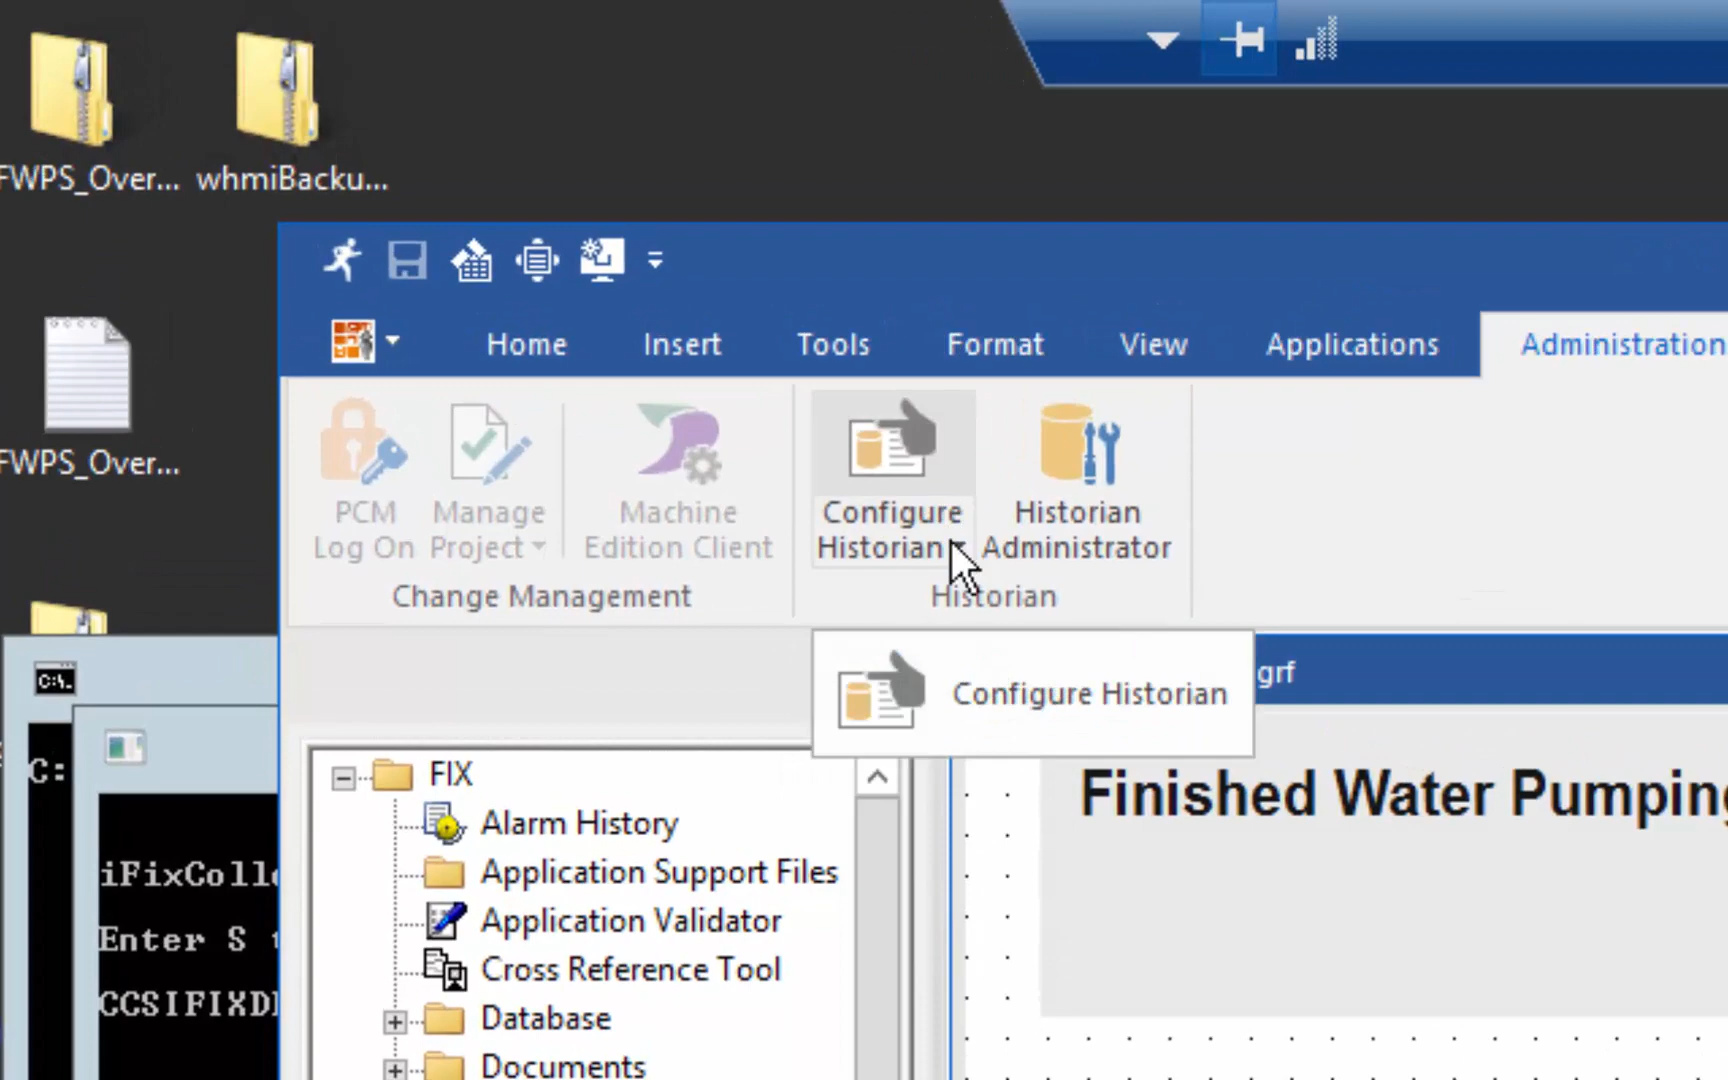 FWPS_Over...
whmiBacku...
FWPS_Over...
Home
Insert
Tools
Format
View
Applications
Administration
PCM
Log On
Manage
Project
Machine
Edition Client
Configure
Historian
Historian
Administrator
Change Management
Historian
Configure Historian
grf
C:\.
C:
FIX
Alarm History
Application Support Files
Application Validator
Cross Reference Tool
Database
Documents
Finished Water Pumping
iFixColle
Enter S
CCSIFIXD